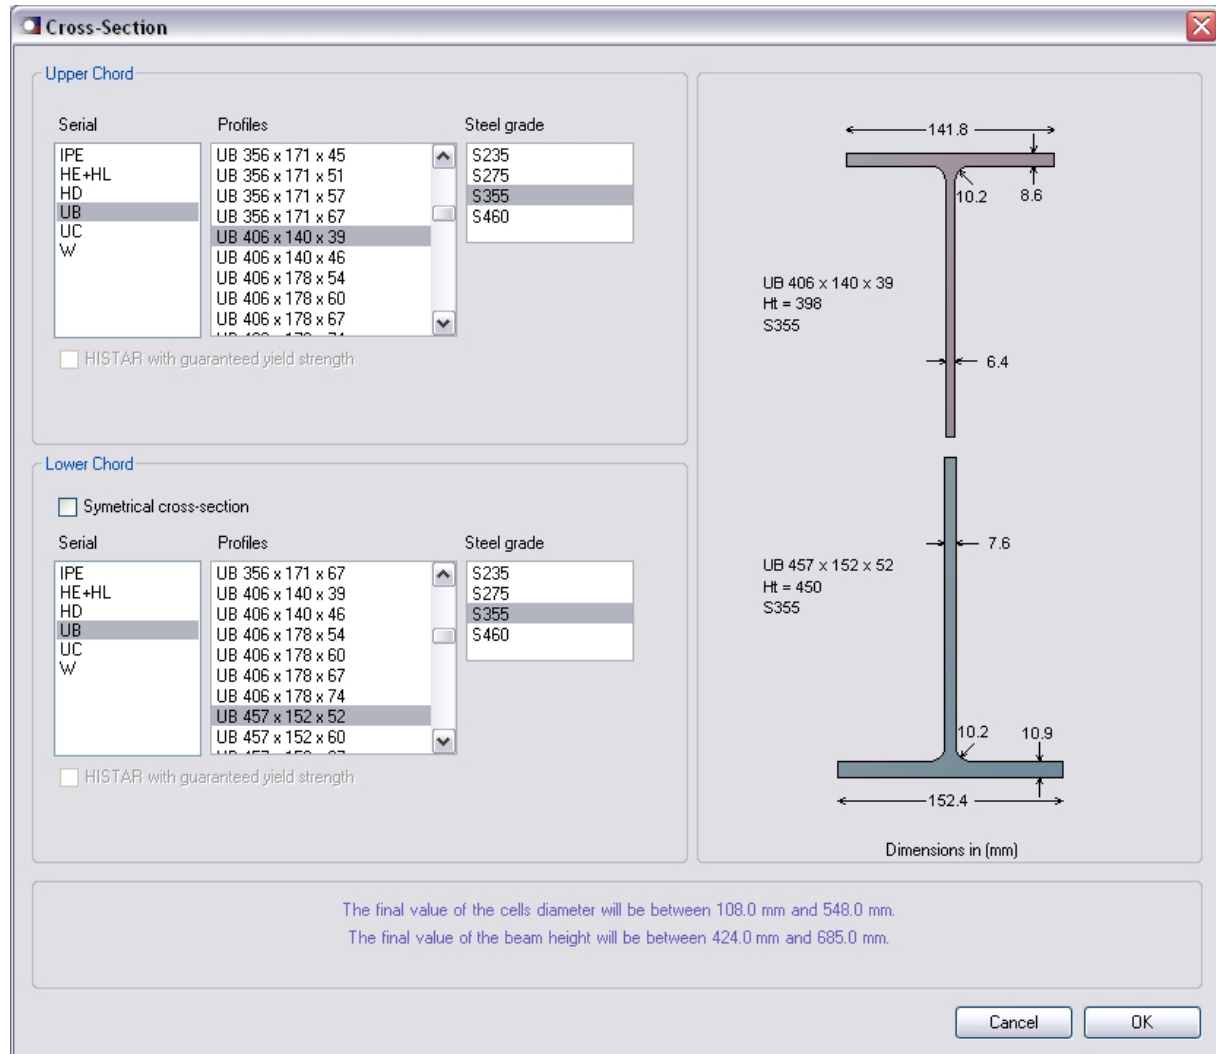 Cross-Section
Upper Chord
Serial
IPE
HE+HL
HD
UB
UC
W
Profiles
UB 356 x 171 x 45
UB 356 x 171 x 51
UB 356 x 171 x 57
UB 356 x 171 x 67
UB 406 x 140 x 39
UB 406 x 140 x 46
UB 406 x 178 x 54
UB 406 x 178 x 60
UB 406 x 178 x 67
Steel grade
S235
S275
S355
S460
HISTAR with guaranteed yield strength
Lower Chord
Symetrical cross-section
Serial
IPE
HE+HL
HD
UB
UC
W
Profiles
UB 356 x 171 x 67
UB 406 x 140 x 39
UB 406 x 140 x 46
UB 406 x 178 x 54
UB 406 x 178 x 60
UB 406 x 178 x 67
UB 406 x 178 x 74
UB 457 x 152 x 52
UB 457 x 152 x 60
Steel grade
S235
S275
S355
S460
HISTAR with guaranteed yield strength
141.8
10.2
8.6
UB 406 x 140 x 39
Ht = 398
S355
6.4
7.6
UB 457 x 152 x 52
Ht = 450
S355
10.2
10.9
152.4
Dimensions in (mm)
The final value of the cells diameter will be between 108.0 mm and 548.0 mm.
The final value of the beam height will be between 424.0 mm and 685.0 mm.
Cancel
OK